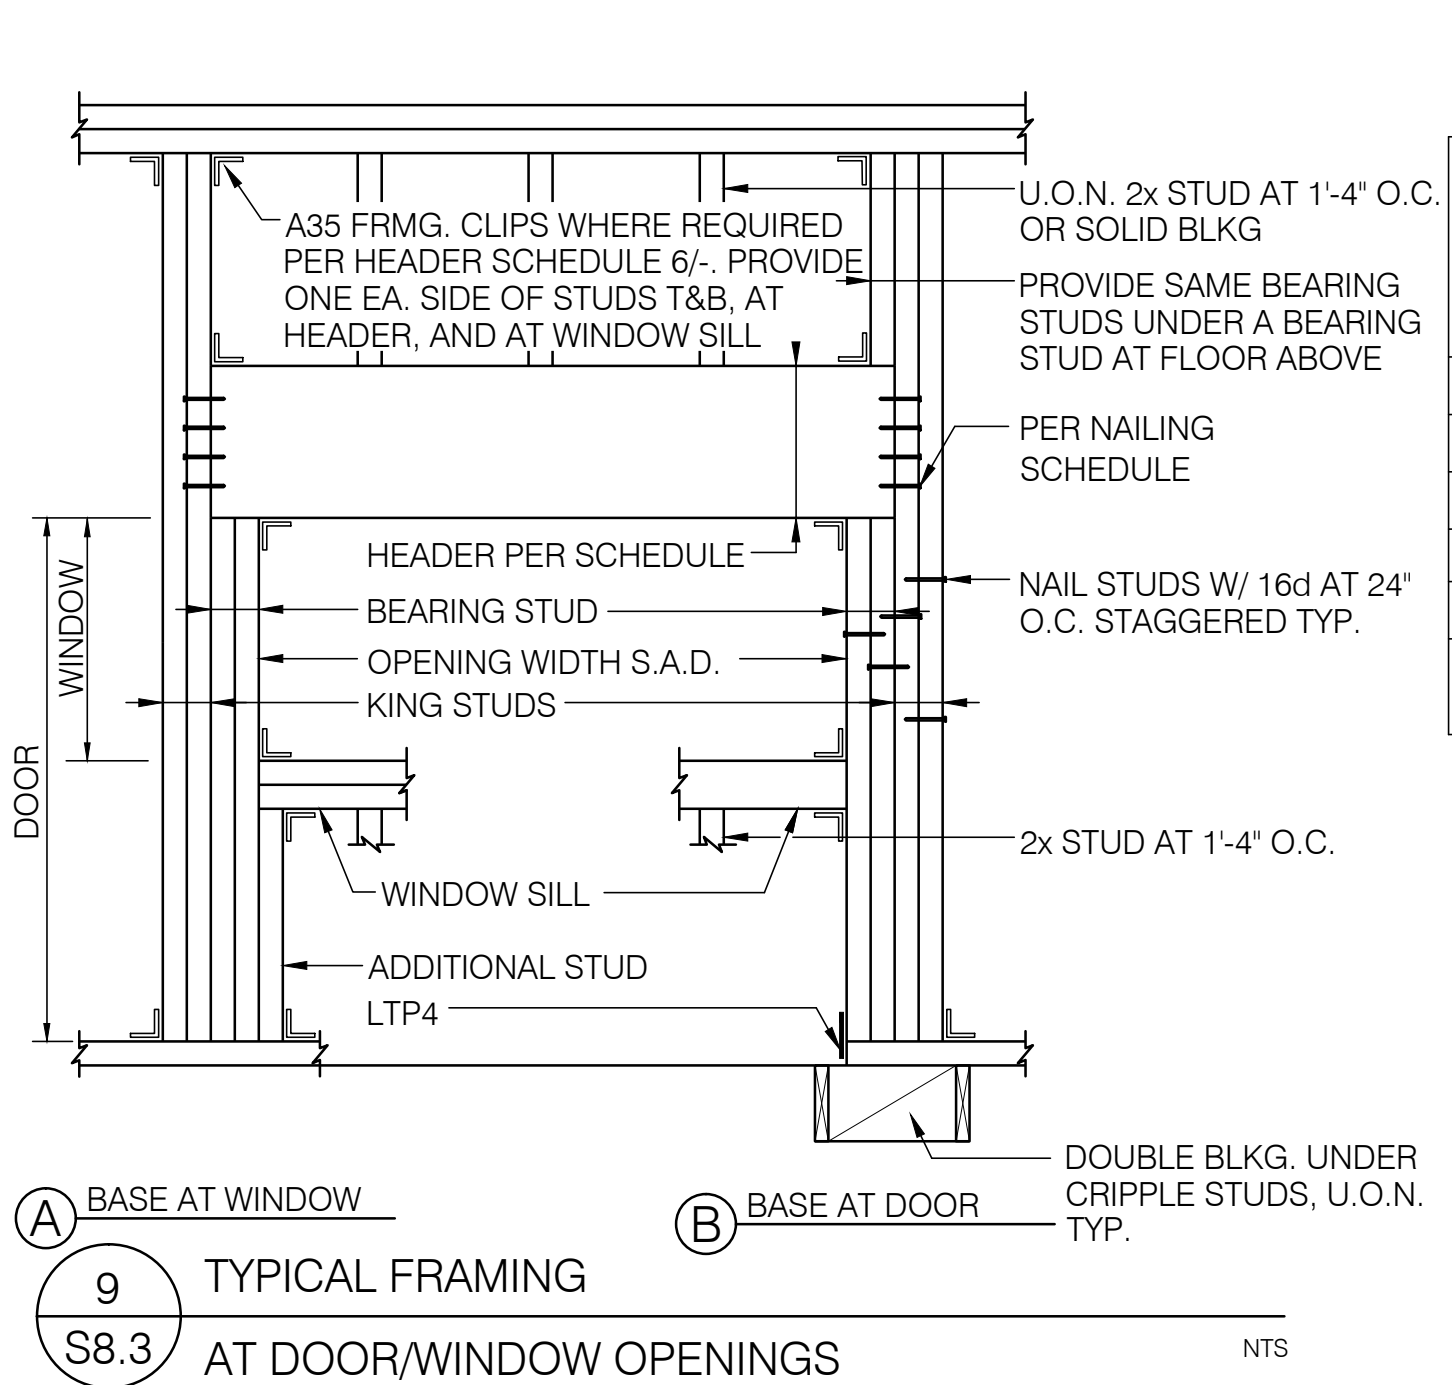 A35 FRMG. CLIPS WHERE REQUIRED
PER HEADER SCHEDULE 6/-. PROVIDE
ONE EA. SIDE OF STUDS T&B, AT
HEADER, AND AT WINDOW SILL
U.O.N. 2x STUD AT 1'-4" O.C.
OR SOLID BLKG
PROVIDE SAME BEARING
STUDS UNDER A BEARING
STUD AT FLOOR ABOVE
PER NAILING
SCHEDULE
HEADER PER SCHEDULE
BEARING STUD
OPENING WIDTH S.A.D.
KING STUDS
NAIL STUDS W/ 16d AT 24"
O.C. STAGGERED TYP.
WINDOW
DOOR
2x STUD AT 1'-4" O.C.
WINDOW SILL
ADDITIONAL STUD
LTP4
DOUBLE BLKG. UNDER
CRIPPLE STUDS, U.O.N.
TYP.
A BASE AT WINDOW
B BASE AT DOOR
9
S8.3
TYPICAL FRAMING
AT DOOR/WINDOW OPENINGS
NTS